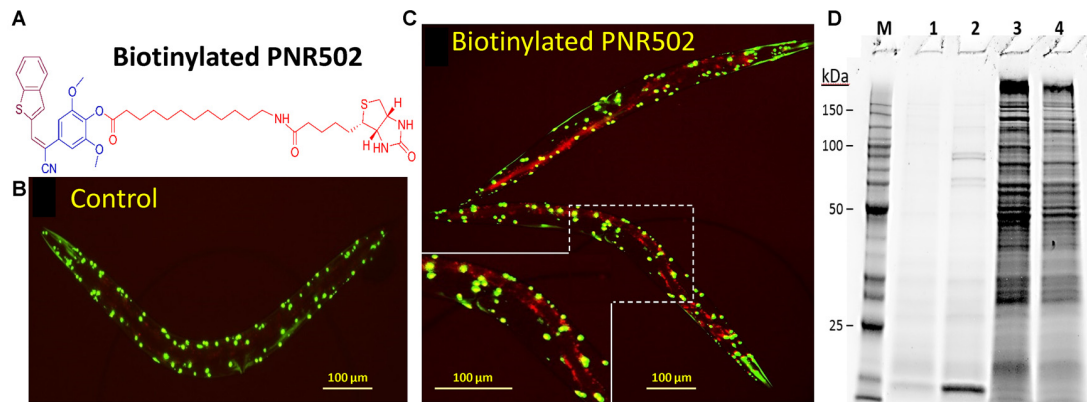 A
Biotinylated PNR502
S
O
O
O
O
CN
NH
O
S
H
H
NH
HN
O
B
Control
100 µm
C
Biotinylated PNR502
100 µm
100 µm
D
M 1 2 3 4
kDa
150 –
100 –
50 –
25 –